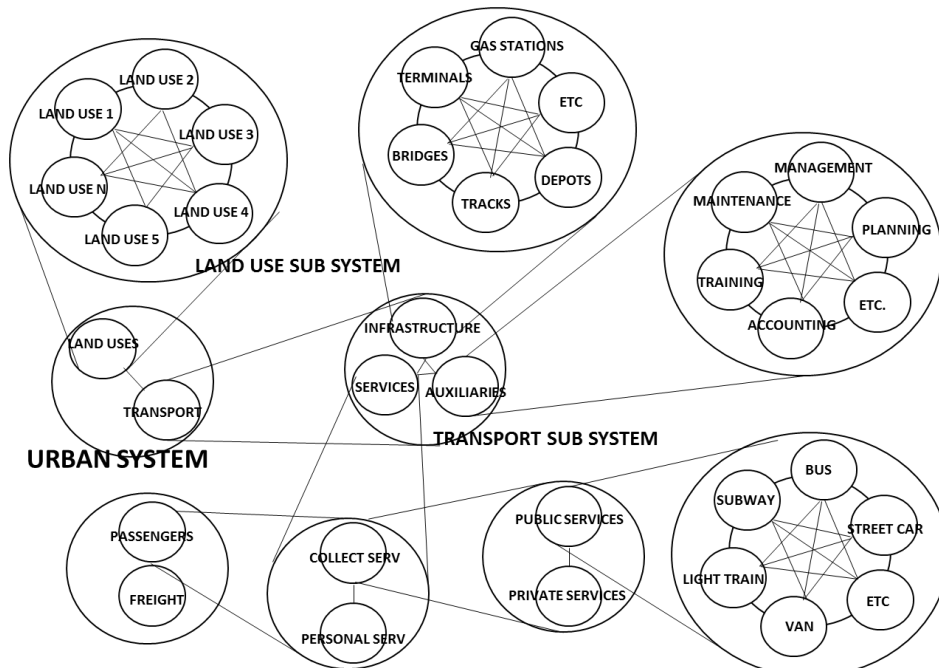 GAS STATIONS
TERMINALS
ETC
BRIDGES
DEPOTS
TRACKS
LAND USE 2
LAND USE 1
LAND USE 3
LAND USE N
LAND USE 4
LAND USE 5
LAND USE SUB SYSTEM
MANAGEMENT
MAINTENANCE
PLANNING
TRAINING
ETC.
ACCOUNTING
LAND USES
TRANSPORT
URBAN SYSTEM
INFRASTRUCTURE
SERVICES
AUXILIARIES
TRANSPORT SUB SYSTEM
PASSENGERS
FREIGHT
COLLECT SERV
PERSONAL SERV
PUBLIC SERVICES
PRIVATE SERVICES
BUS
SUBWAY
STREET CAR
LIGHT TRAIN
ETC
VAN